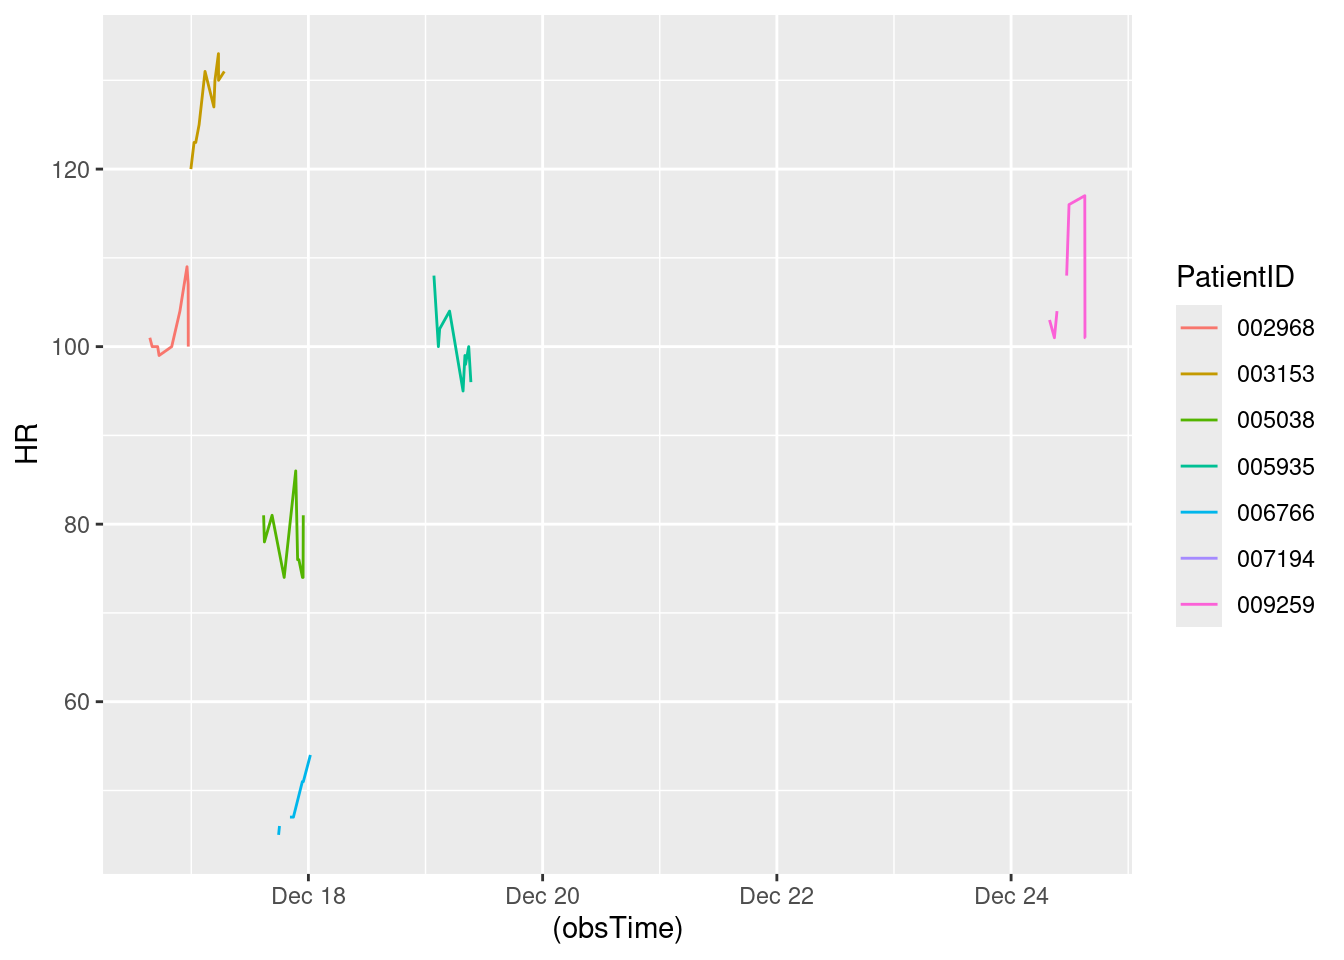 120
100
80
60
HR
Dec 18
Dec 20
Dec 22
Dec 24
(obsTime)
PatientID
002968
003153
005038
005935
006766
007194
009259